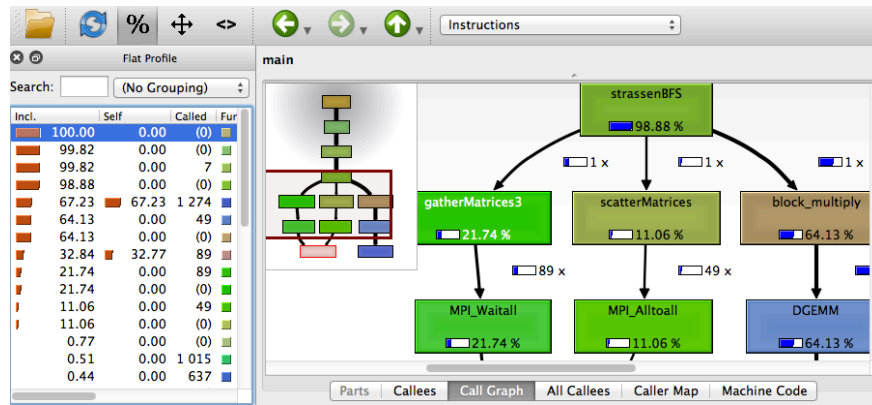 % <> Instructions
Flat Profile
Search: (No Grouping)
Incl. Self Called Fur
100.00 0.00 (0)
99.82 0.00 (0)
99.82 0.00 7
98.88 0.00 (0)
67.23 67.23 1 274
64.13 0.00 49
64.13 0.00 (0)
32.84 32.77 89
21.74 0.00 89
21.74 0.00 (0)
11.06 0.00 49
11.06 0.00 (0)
0.77 0.00 (0)
0.51 0.00 1 015
0.44 0.00 637
main
strassenBFS
98.88 %
1 x 1 x 1 x
gatherMatrices3 scatterMatrices block_multiply
21.74 % 11.06 % 64.13 %
89 x 49 x
MPI_Waitall MPI_Alltoall DGEMM
21.74 % 11.06 % 64.13 %
Parts Callees Call Graph All Callees Caller Map Machine Code